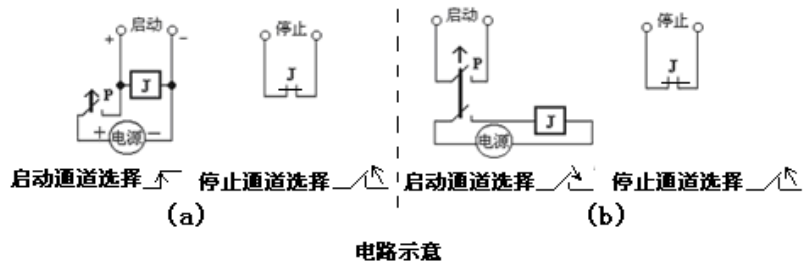 启动 停止 启动 停止
+ -
P J J P J
J
+ 电源 - 电源
启动通道选择 停止通道选择 启动通道选择 停止通道选择
(a) (b)
电路示意